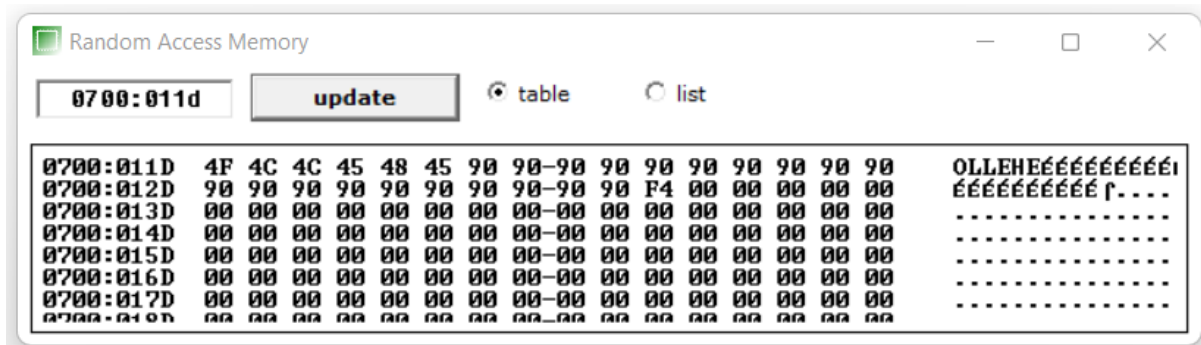 Random Access Memory
0700:011d update table list
0700:011D 4F 4C 4C 45 48 45 90 90-90 90 90 90 90 90 90 90 OLLEHEÉÉÉÉÉÉÉÉÉ
0700:012D 90 90 90 90 90 90 90 90-90 90 F4 00 00 00 00 00 ÉÉÉÉÉÉÉÉÉÉ⌠....
0700:013D 00 00 00 00 00 00 00 00-00 00 00 00 00 00 00 00 ...............
0700:014D 00 00 00 00 00 00 00 00-00 00 00 00 00 00 00 00 ...............
0700:015D 00 00 00 00 00 00 00 00-00 00 00 00 00 00 00 00 ...............
0700:016D 00 00 00 00 00 00 00 00-00 00 00 00 00 00 00 00 ...............
0700:017D 00 00 00 00 00 00 00 00-00 00 00 00 00 00 00 00 ...............